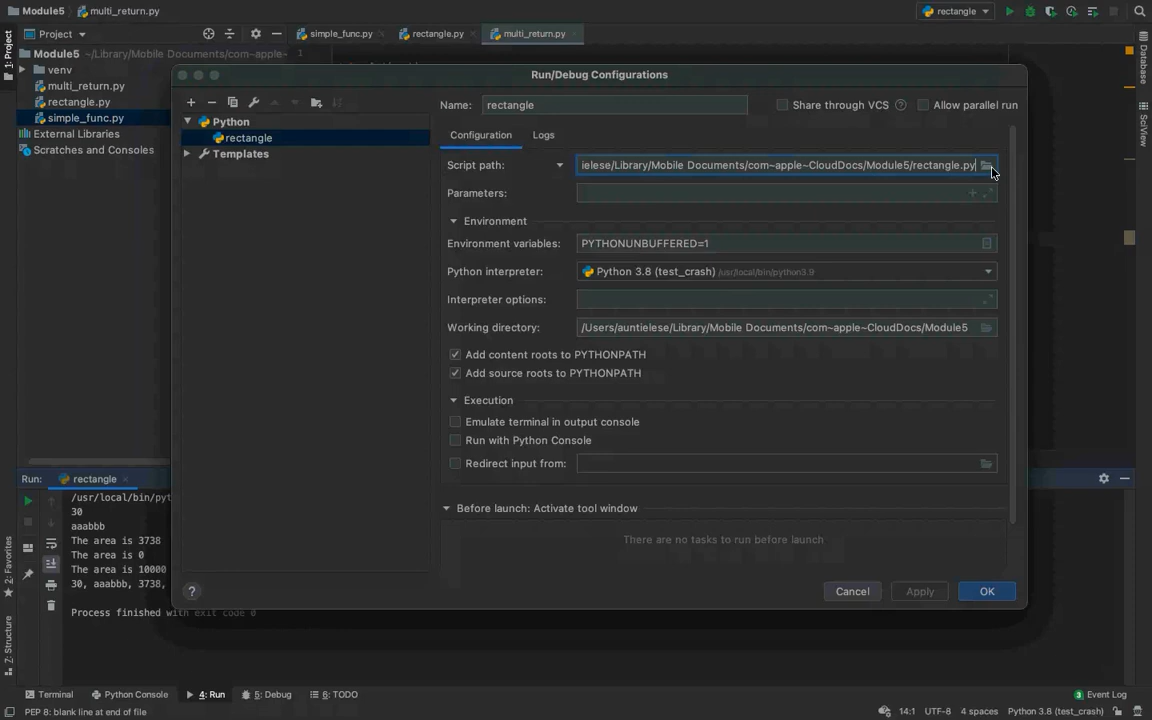 Module5 multi_return.py rectangle
Project simple_func.py rectangle.py multi_return.py
Module5 ~/Library/Mobile Documents/com~apple~
venv
multi_return.py
rectangle.py
simple_func.py
External Libraries
Scratches and Consoles
1: Project
2: Favorites
Z: Structure
Database
SciView
Run/Debug Configurations
Python
rectangle
Templates
Name: rectangle Share through VCS ? Allow parallel run
Configuration Logs
Script path: ielese/Library/Mobile Documents/com~apple~CloudDocs/Module5/rectangle.py
Parameters:
Environment
Environment variables: PYTHONUNBUFFERED=1
Python interpreter: Python 3.8 (test_crash) /usr/local/bin/python3.9
Interpreter options:
Working directory: /Users/auntielese/Library/Mobile Documents/com~apple~CloudDocs/Module5
Add content roots to PYTHONPATH
Add source roots to PYTHONPATH
Execution
Emulate terminal in output console
Run with Python Console
Redirect input from:
Before launch: Activate tool window
There are no tasks to run before launch
? Cancel Apply OK
Run: rectangle
/usr/local/bin/pyt
30
aaabbb
The area is 3738
The area is 0
The area is 10000
30, aaabbb, 3738,
Process finished with exit code 0
Terminal Python Console 4: Run 5: Debug 6: TODO 3 Event Log
PEP 8: blank line at end of file 14:1 UTF-8 4 spaces Python 3.8 (test_crash)